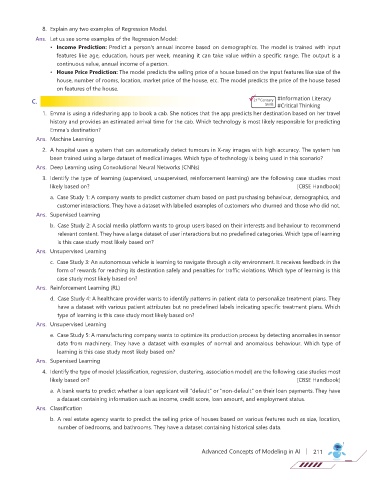 8. Explain any two examples of Regression Model.
Ans. Let us see some examples of the Regression Model:
• Income Prediction: Predict a person's annual income based on demographics. The model is trained with input
features like age, education, hours per week, meaning it can take value within a specific range. The output is a
continuous value, annual income of a person.
• House Price Prediction: The model predicts the selling price of a house based on the input features like size of the
house, number of rooms, location, market price of the house, etc. The model predicts the price of the house based
on features of the house.
C. 21st Century Skills #Information Literacy
#Critical Thinking
1. Emma is using a ridesharing app to book a cab. She notices that the app predicts her destination based on her travel
history and provides an estimated arrival time for the cab. Which technology is most likely responsible for predicting
Emma's destination?
Ans. Machine Learning
2. A hospital uses a system that can automatically detect tumours in X-ray images with high accuracy. The system has
been trained using a large dataset of medical images. Which type of technology is being used in this scenario?
Ans. Deep Learning using Convolutional Neural Networks (CNNs)
3. Identify the type of learning (supervised, unsupervised, reinforcement learning) are the following case studies most
likely based on? [CBSE Handbook]
a. Case Study 1: A company wants to predict customer churn based on past purchasing behaviour, demographics, and
customer interactions. They have a dataset with labelled examples of customers who churned and those who did not.
Ans. Supervised Learning
b. Case Study 2: A social media platform wants to group users based on their interests and behaviour to recommend
relevant content. They have a large dataset of user interactions but no predefined categories. Which type of learning
is this case study most likely based on?
Ans. Unsupervised Learning
c. Case Study 3: An autonomous vehicle is learning to navigate through a city environment. It receives feedback in the
form of rewards for reaching its destination safely and penalties for traffic violations. Which type of learning is this
case study most likely based on?
Ans. Reinforcement Learning (RL)
d. Case Study 4: A healthcare provider wants to identify patterns in patient data to personalize treatment plans. They
have a dataset with various patient attributes but no predefined labels indicating specific treatment plans. Which
type of learning is this case study most likely based on?
Ans. Unsupervised Learning
e. Case Study 5: A manufacturing company wants to optimize its production process by detecting anomalies in sensor
data from machinery. They have a dataset with examples of normal and anomalous behaviour. Which type of
learning is this case study most likely based on?
Ans. Supervised Learning
4. Identify the type of model (classification, regression, clustering, association model) are the following case studies most
likely based on? [CBSE Handbook]
a. A bank wants to predict whether a loan applicant will "default" or "non-default" on their loan payments. They have
a dataset containing information such as income, credit score, loan amount, and employment status.
Ans. Classification
b. A real estate agency wants to predict the selling price of houses based on various features such as size, location,
number of bedrooms, and bathrooms. They have a dataset containing historical sales data.
Advanced Concepts of Modeling in AI 211